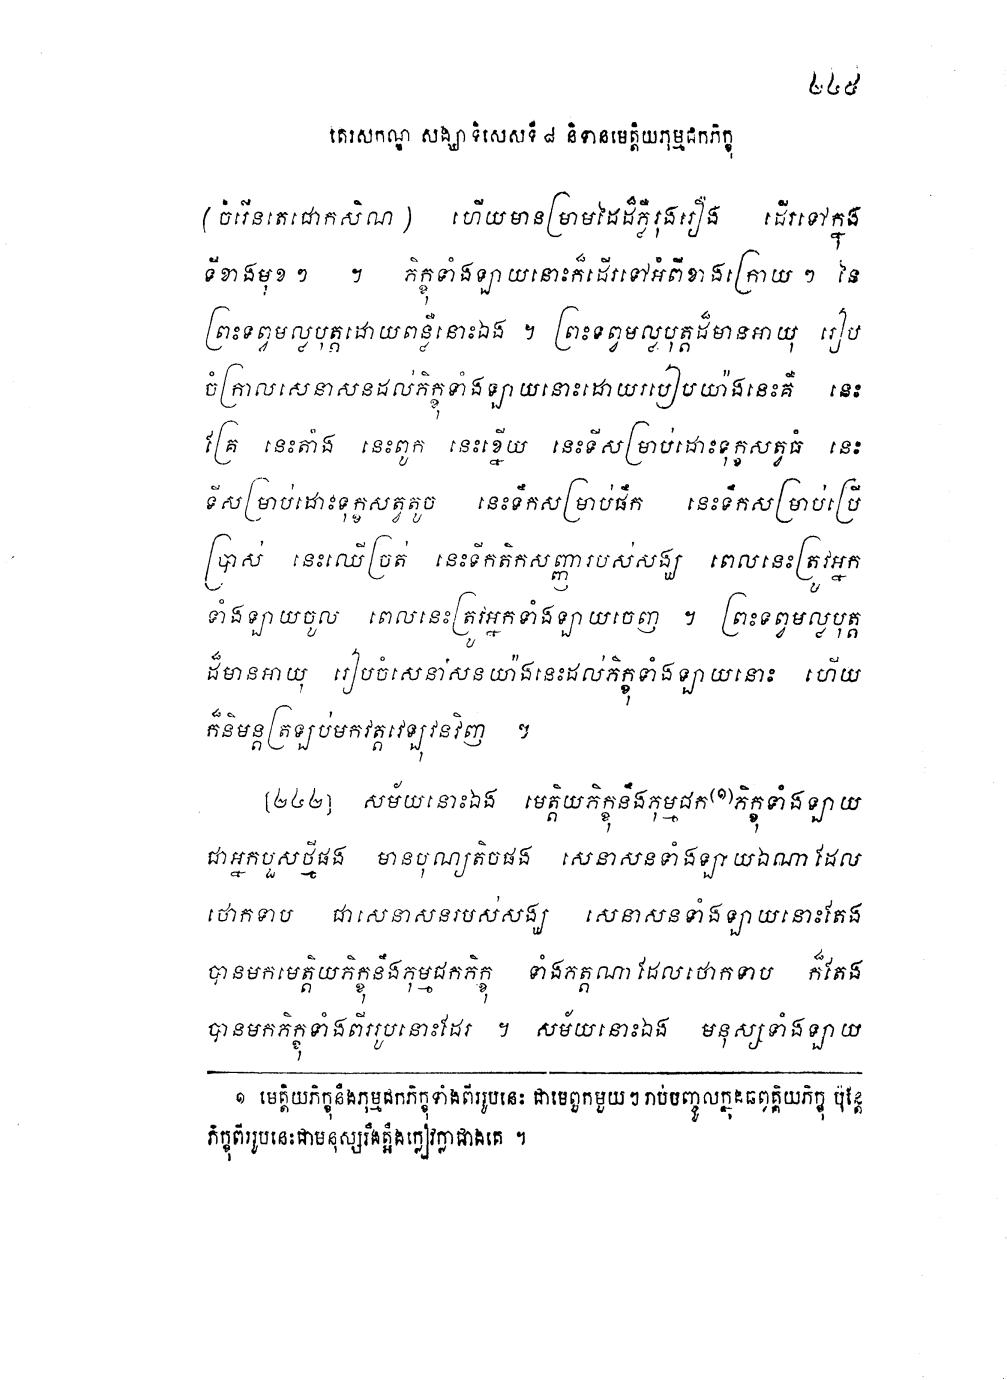 ៤៤៥
តេរសកណ្ឌ សង្ឃាទិសេសទី ៨ និទានមេត្តិយភុម្មជកភិក្ខុ
(ចំរើនតេជោកសិណ) ហើយមានម្រាមដៃដ៏ភ្លឺរុងរឿង ដើរទៅក្នុង
ទីខាងមុខៗ ។ ភិក្ខុទាំងឡាយនោះក៏ដើរទៅអំពីខាងក្រោយៗ នៃ
ព្រះទព្វមល្លបុត្តដោយពន្លឺនោះឯង ។ ព្រះទព្វមល្លបុត្តដ៏មានអាយុ រៀប
ចំក្រាលសេនាសនដល់ភិក្ខុទាំងឡាយនោះដោយរបៀបយ៉ាងនេះគឺ នេះ
គ្រែ នេះតាំង នេះពូក នេះខ្នើយ នេះទីសម្រាប់ដោះទុក្ខសត្វធំ នេះ
ទីសម្រាប់ដោះទុក្ខសត្វតូច នេះទឹកសម្រាប់ផឹក នេះទឹកសម្រាប់ប្រើ
ប្រាស់ នេះឈើច្រត់ នេះទីកតិកសញ្ញារបស់សង្ឃ ពេលនេះត្រូវអ្នក
ទាំងឡាយចូល ពេលនេះត្រូវអ្នកទាំងឡាយចេញ ។ ព្រះទព្វមល្លបុត្ត
ដ៏មានអាយុ រៀបចំសេនាសនយ៉ាងនេះដល់ភិក្ខុទាំងឡាយនោះ ហើយ
ក៏និមន្តត្រឡប់មកវត្តវេឡុវនវិញ ។
[៤៤២] សម័យនោះឯង មេត្តិយភិក្ខុនឹងភុម្មជក(១)ភិក្ខុទាំងឡាយ
ជាអ្នកបួសថ្មីផង មានបុណ្យតិចផង សេនាសនទាំងឡាយឯណាដែល
ថោកទាប ជាសេនាសនរបស់សង្ឃ សេនាសនទាំងឡាយនោះតែង
បានមកមេត្តិយភិក្ខុនឹងភុម្មជកភិក្ខុ ទាំងភត្តណាដែលថោកទាប ក៏តែង
បានមកភិក្ខុទាំងពីររូបនោះដែរ ។ សម័យនោះឯង មនុស្សទាំងឡាយ
១ មេត្តិយភិក្ខុនឹងភុម្មជកភិក្ខុទាំងពីររូបនេះ ជាមេពួកមួយៗ រាប់បញ្ចូលក្នុងឆព្វគ្គិយភិក្ខុ ប៉ុន្តែ
ភិក្ខុពីររូបនេះជាមនុស្សរឹងត្អឹងក្លៀវក្លាជាងគេ ។